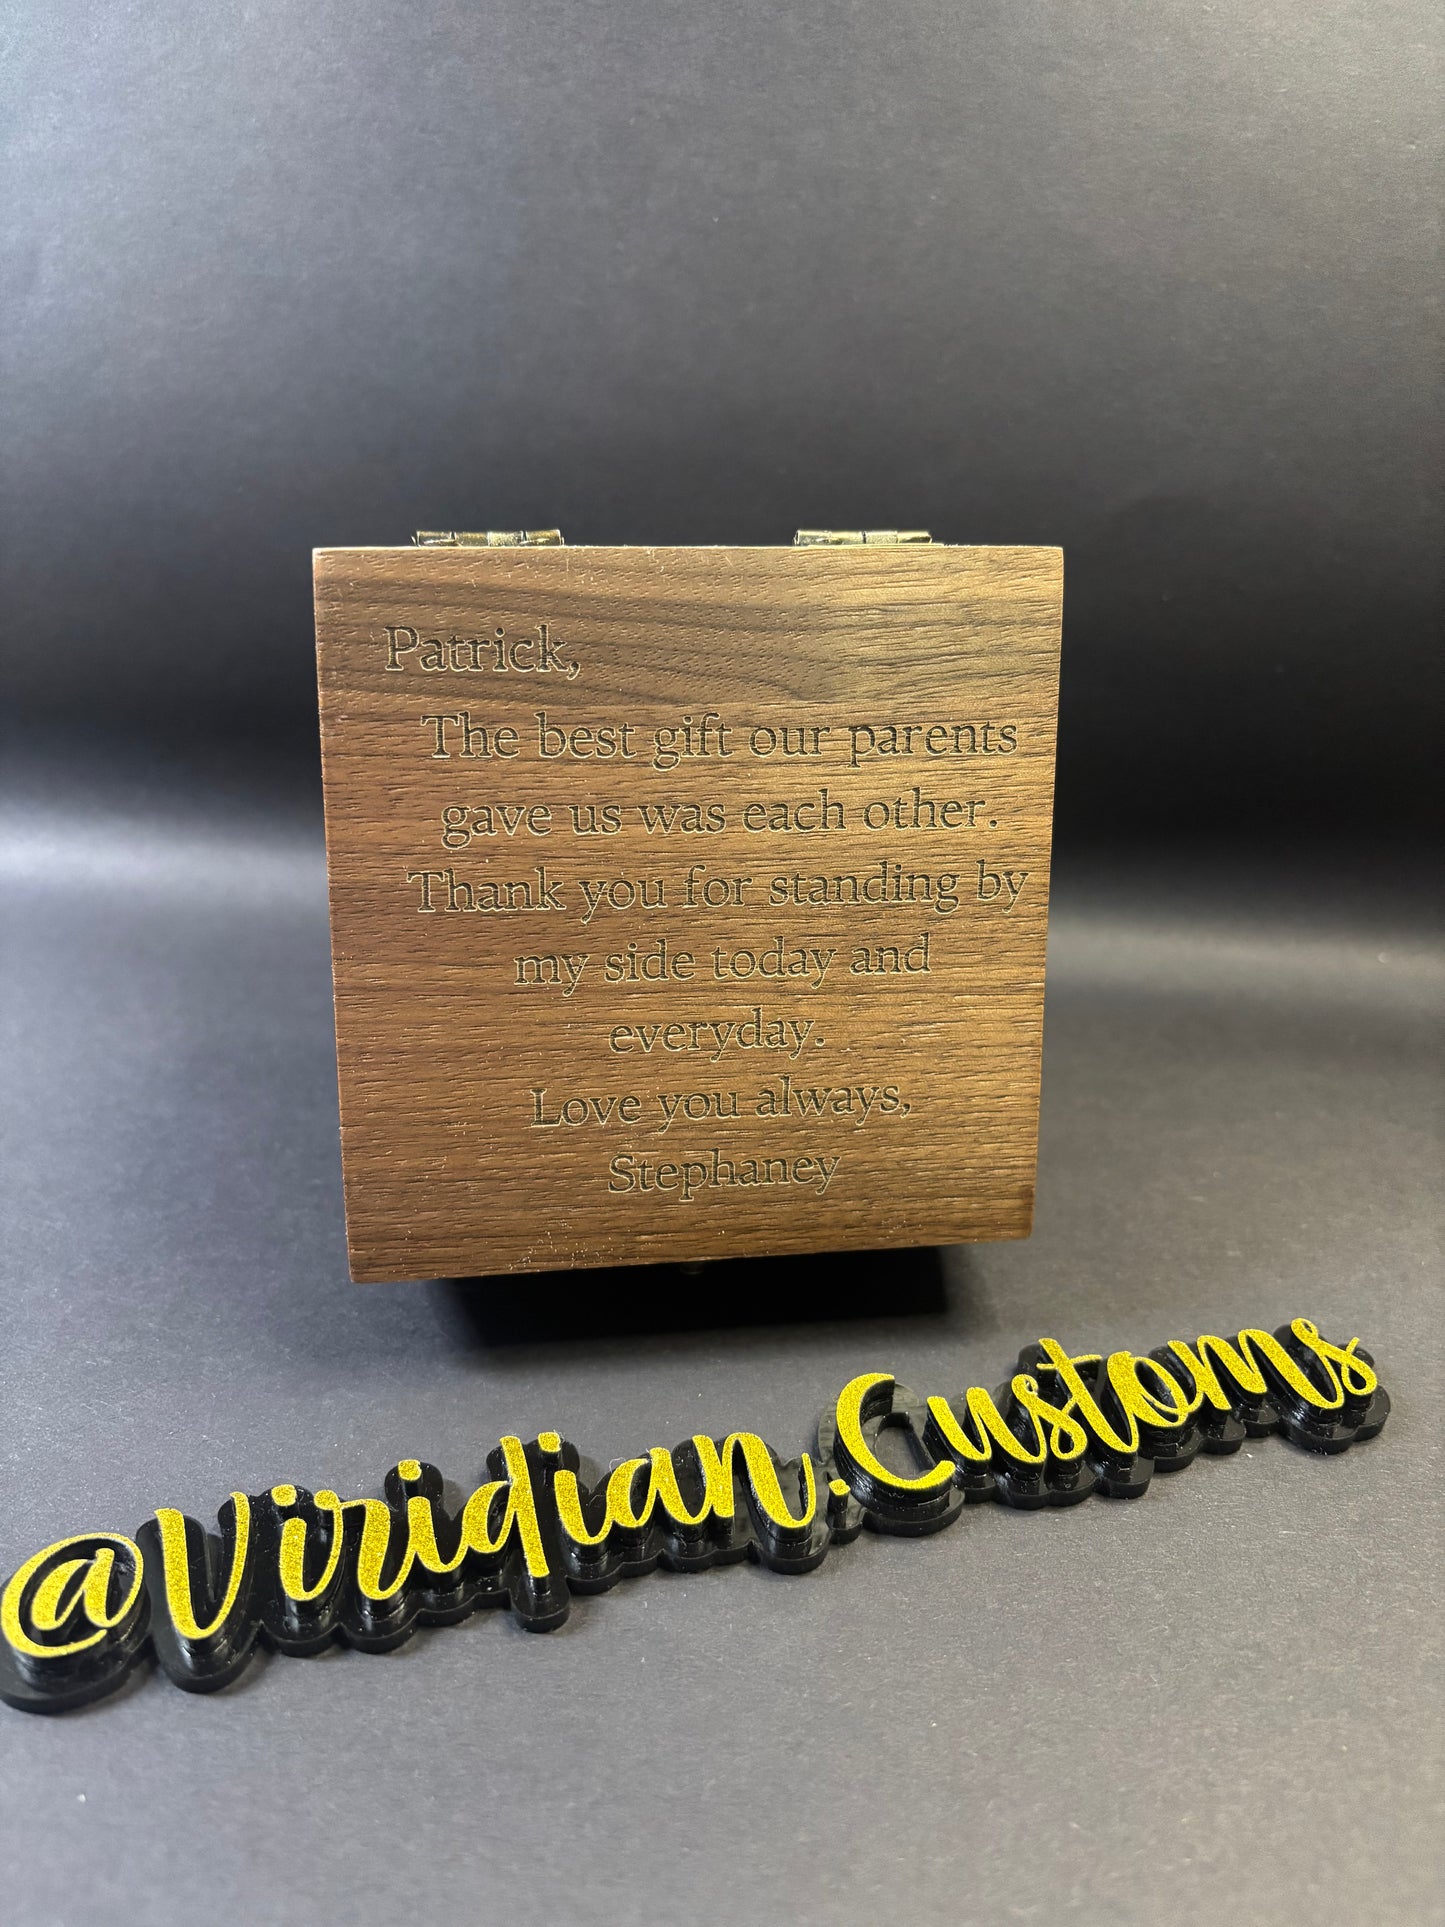 Patrick,
The best gift our parents
gave us was each other.
Thank you for standing by
my side today and
everyday.
Love you always,
Stephaney
@Viridian.Customs